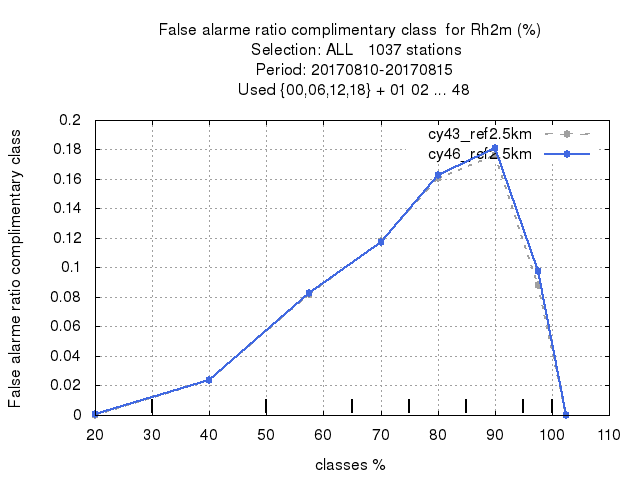 False alarme ratio complimentary class  for Rh2m (%)
Selection: ALL   1037 stations
Period: 20170810-20170815
Used {00,06,12,18} + 01 02 ... 48
cy43_ref2.5km
cy46_ref2.5km
False alarme ratio complimentary class
0.2
0.18
0.16
0.14
0.12
0.1
0.08
0.06
0.04
0.02
0
20 30 40 50 60 70 80 90 100 110
classes %